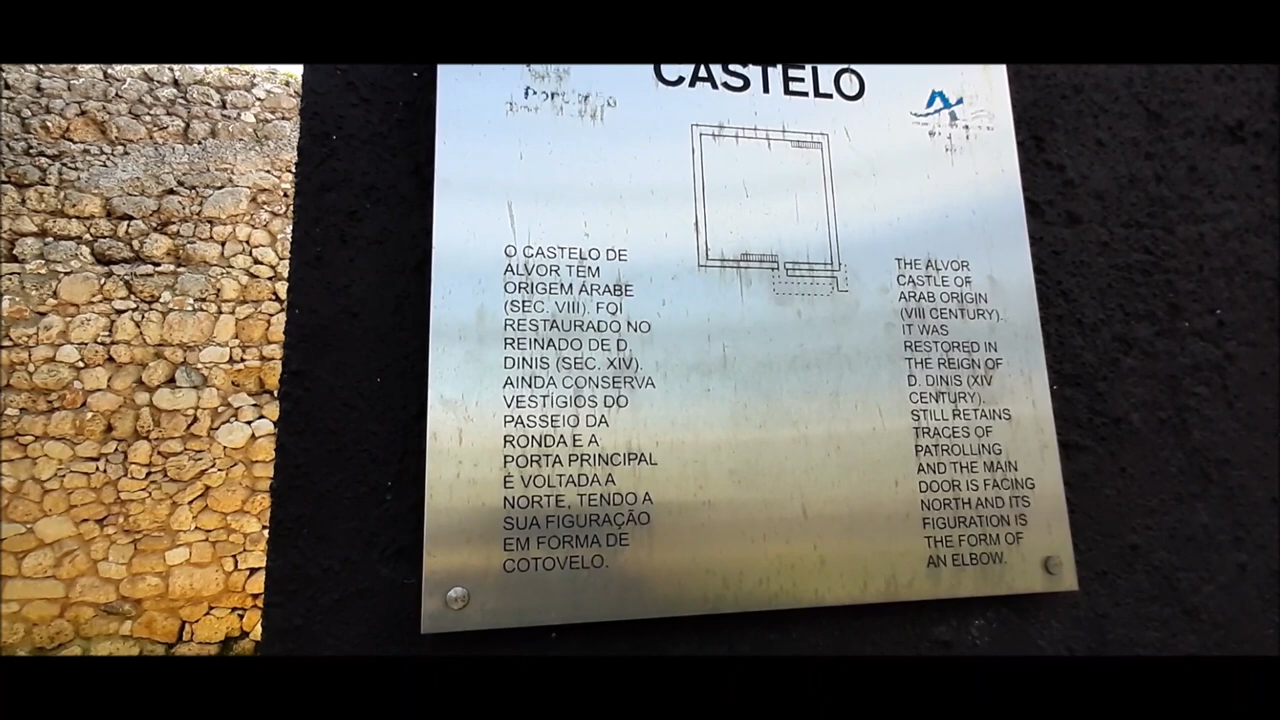 CASTELO
O CASTELO DE
ALVOR TEM
ORIGEM ÁRABE
(SEC. VIII). FOI
RESTAURADO NO
REINADO DE D.
DINIS (SEC. XIV).
AINDA CONSERVA
VESTÍGIOS DO
PASSEIO DA
RONDA E A
PORTA PRINCIPAL
É VOLTADA A
NORTE, TENDO A
SUA FIGURAÇÃO
EM FORMA DE
COTOVELO.
THE ALVOR
CASTLE OF
ARAB ORIGIN
(VIII CENTURY).
IT WAS
RESTORED IN
THE REIGN OF
D. DINIS (XIV
CENTURY).
STILL RETAINS
TRACES OF
PATROLLING
AND THE MAIN
DOOR IS FACING
NORTH AND ITS
FIGURATION IS
THE FORM OF
AN ELBOW.